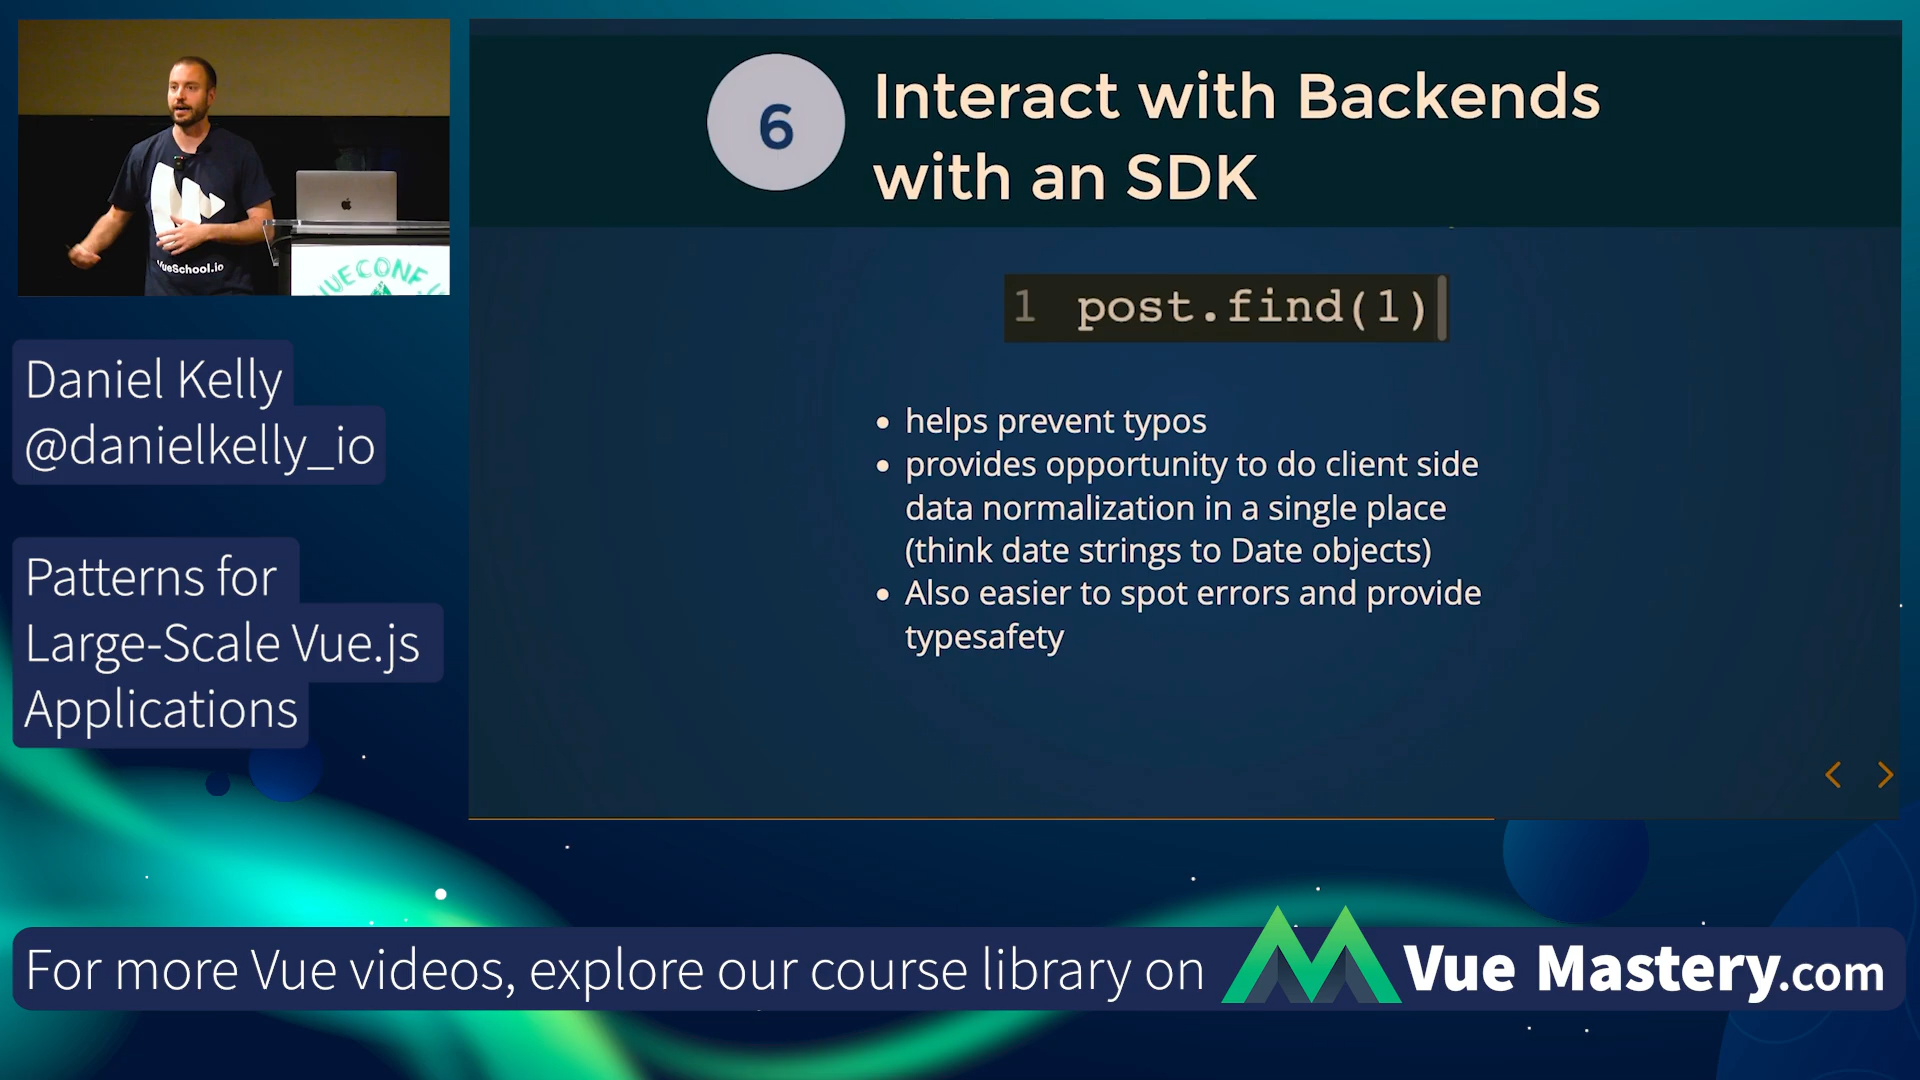 6
Interact with Backends
with an SDK
1 post.find(1)
• helps prevent typos
• provides opportunity to do client side
data normalization in a single place
(think date strings to Date objects)
• Also easier to spot errors and provide
typesafety
VueSchool.io
VUECONF.U
Daniel Kelly
@danielkelly_io
Patterns for
Large-Scale Vue.js
Applications
For more Vue videos, explore our course library on Vue Mastery.com